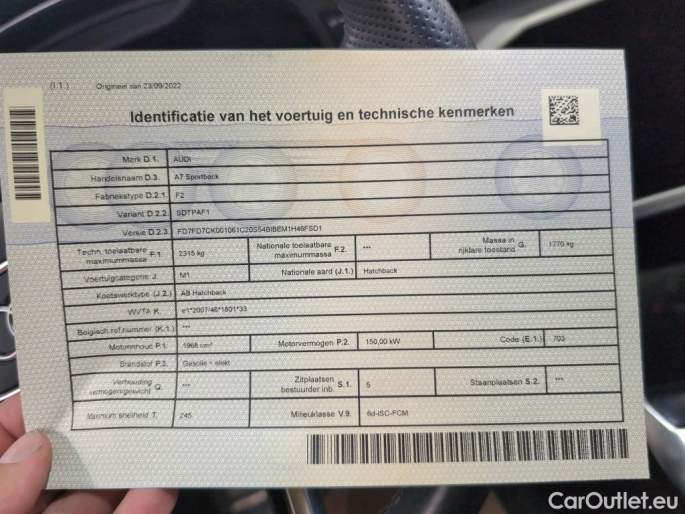 (I.1.) Origineel van 23/09/2022
Identificatie van het voertuig en technische kenmerken
Merk D.1. AUDI
Handelsnaam D.3. A7 Sportback
Fabriekstype D.2.1. F2
Variant D.2.2. SDTPAF1
Versie D.2.3.
Techn. toelaatbare maximummassa F.1. 2315 kg Nationale toelaatbare maximummassa F.2. *** Massa in rijklare toestand G. 1770 kg
Voertuigcategorie J. M1 Nationale aard (J.1.) Hatchback
Koetswerktype (J.2.) AB Hatchback
WVTA K. e1*2007/46*1801*33
Belgisch ref.nummer (K.1.) ***
Motorinhoud P.1. 1968 cm³ Motorvermogen P.2. 150,00 kW Code (E.1.) 703
Brandstof P.3. Gasolie + elekt
Verhouding vermogen/gewicht Q. *** Zitplaatsen bestuurder inb. S.1. 5 Staanplaatsen S.2. ***
Maximum snelheid T. 245 Milieuklasse V.9. 6d-ISC-FCM
CarOutlet.eu